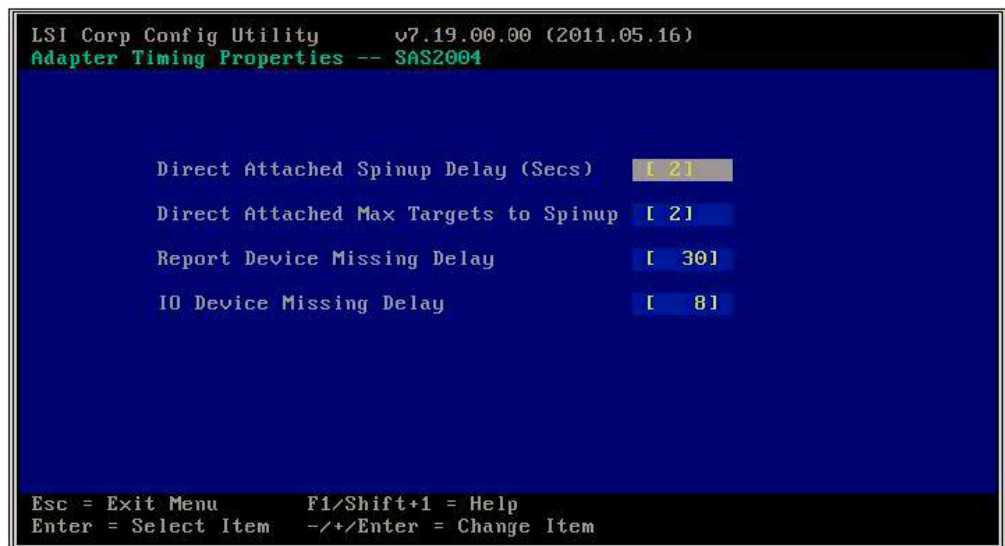 LSI Corp Config Utility v7.19.00.00 (2011.05.16)
Adapter Timing Properties -- SAS2004
Direct Attached Spinup Delay (Secs) [ 2]
Direct Attached Max Targets to Spinup [ 2]
Report Device Missing Delay [ 30]
IO Device Missing Delay [ 8]
Esc = Exit Menu F1/Shift+1 = Help
Enter = Select Item -/+/Enter = Change Item